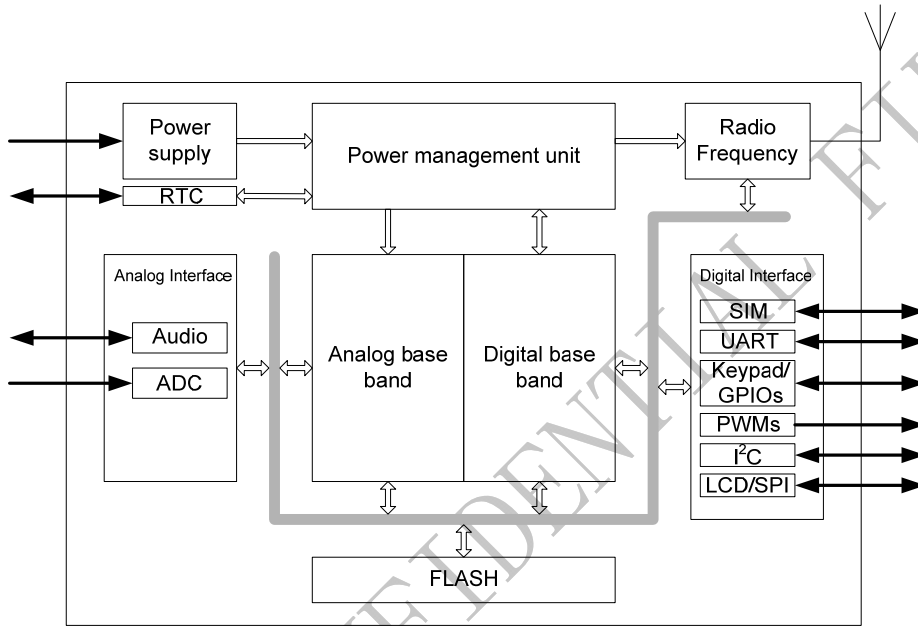 Power
supply
Power management unit
Radio
Frequency
RTC
Analog Interface
Audio
ADC
Analog base
band
Digital base
band
Digital Interface
SIM
UART
Keypad/
GPIOs
PWMs
I²C
LCD/SPI
FLASH